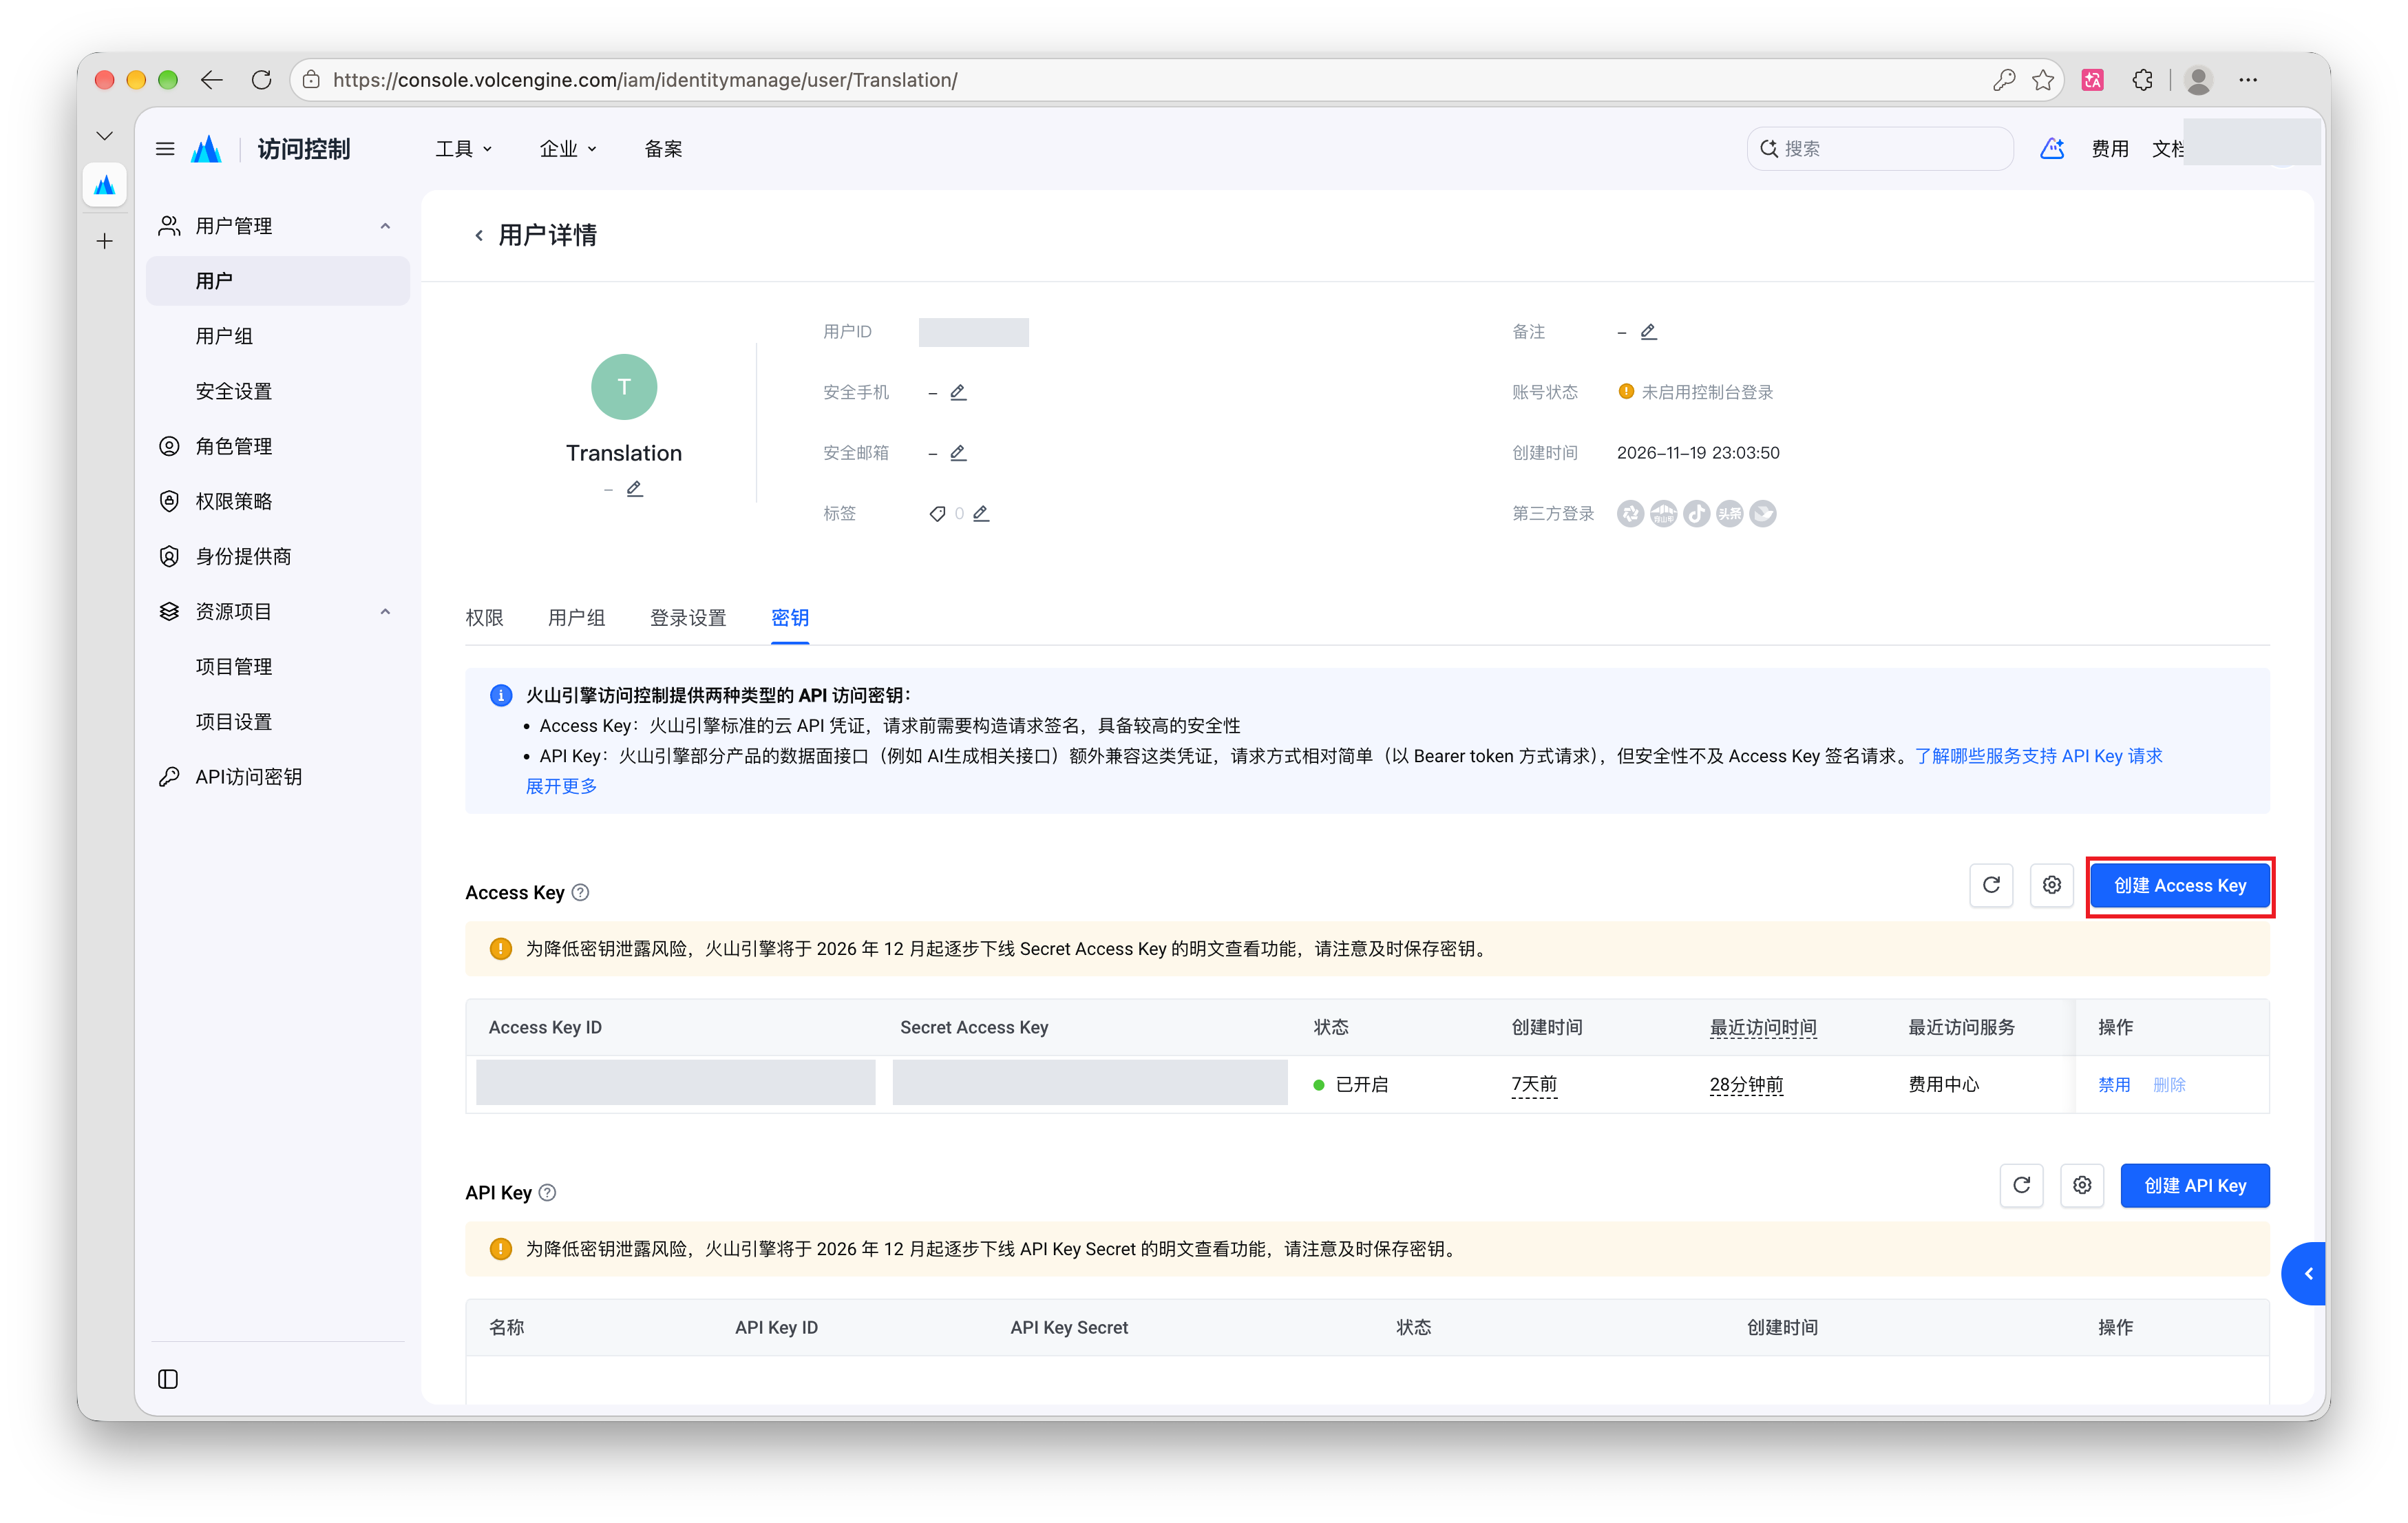 https://console.volcengine.com/iam/identitymanage/user/Translation/
访问控制
工具
企业
备案
搜索
费用
文档
用户管理
用户
用户组
安全设置
角色管理
权限策略
身份提供商
资源项目
项目管理
项目设置
API访问密钥
用户详情
T
Translation
–
用户ID
安全手机 –
安全邮箱 –
标签 0
备注 –
账号状态 未启用控制台登录
创建时间 2026-11-19 23:03:50
第三方登录 头条
权限 用户组 登录设置 密钥
火山引擎访问控制提供两种类型的 API 访问密钥：
• Access Key：火山引擎标准的云 API 凭证，请求前需要构造请求签名，具备较高的安全性
• API Key：火山引擎部分产品的数据面接口（例如 AI生成相关接口）额外兼容这类凭证，请求方式相对简单（以 Bearer token 方式请求），但安全性不及 Access Key 签名请求。了解哪些服务支持 API Key 请求
展开更多
Access Key
创建 Access Key
为降低密钥泄露风险，火山引擎将于 2026 年 12 月起逐步下线 Secret Access Key 的明文查看功能，请注意及时保存密钥。
Access Key ID Secret Access Key 状态 创建时间 最近访问时间 最近访问服务 操作
已开启 7天前 28分钟前 费用中心 禁用 删除
API Key
创建 API Key
为降低密钥泄露风险，火山引擎将于 2026 年 12 月起逐步下线 API Key Secret 的明文查看功能，请注意及时保存密钥。
名称 API Key ID API Key Secret 状态 创建时间 操作